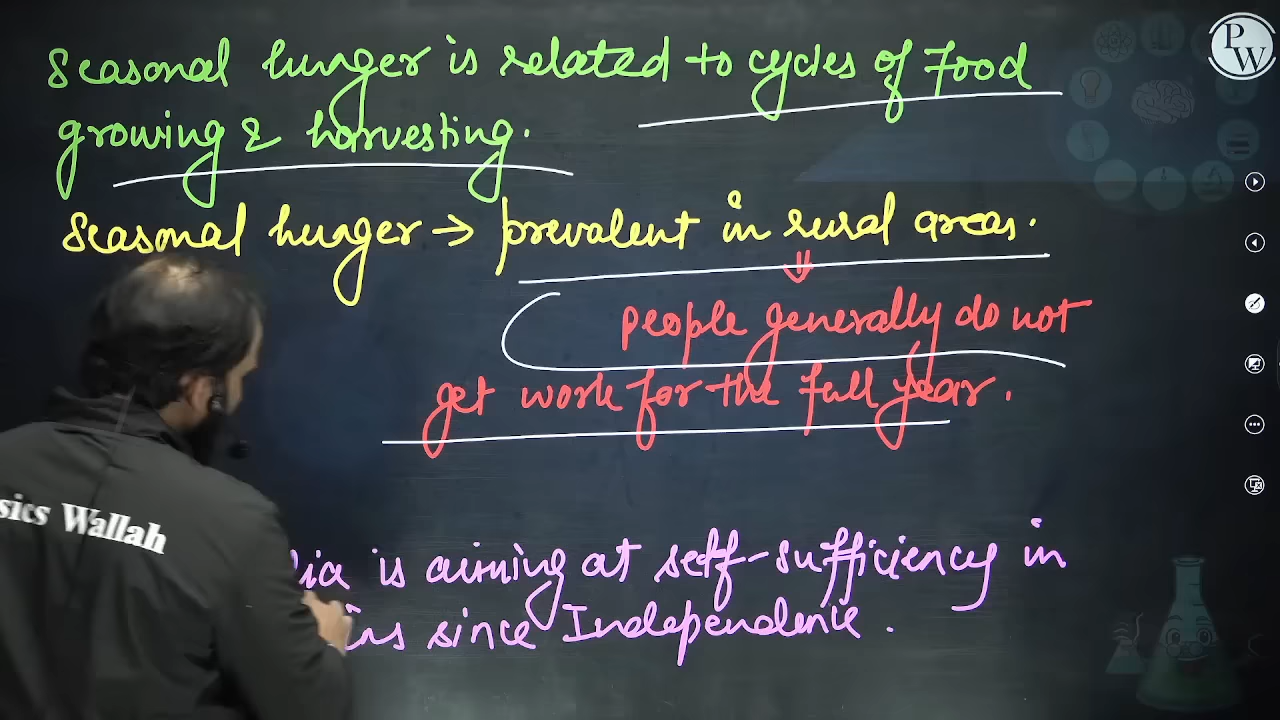 Seasonal hunger is related to cycles of Food
growing & harvesting.
Seasonal hunger → prevalent in rural areas.
people generally do not
get work for the full year.
is aiming at self-sufficiency in
since Independence.
sics Wallah
PW